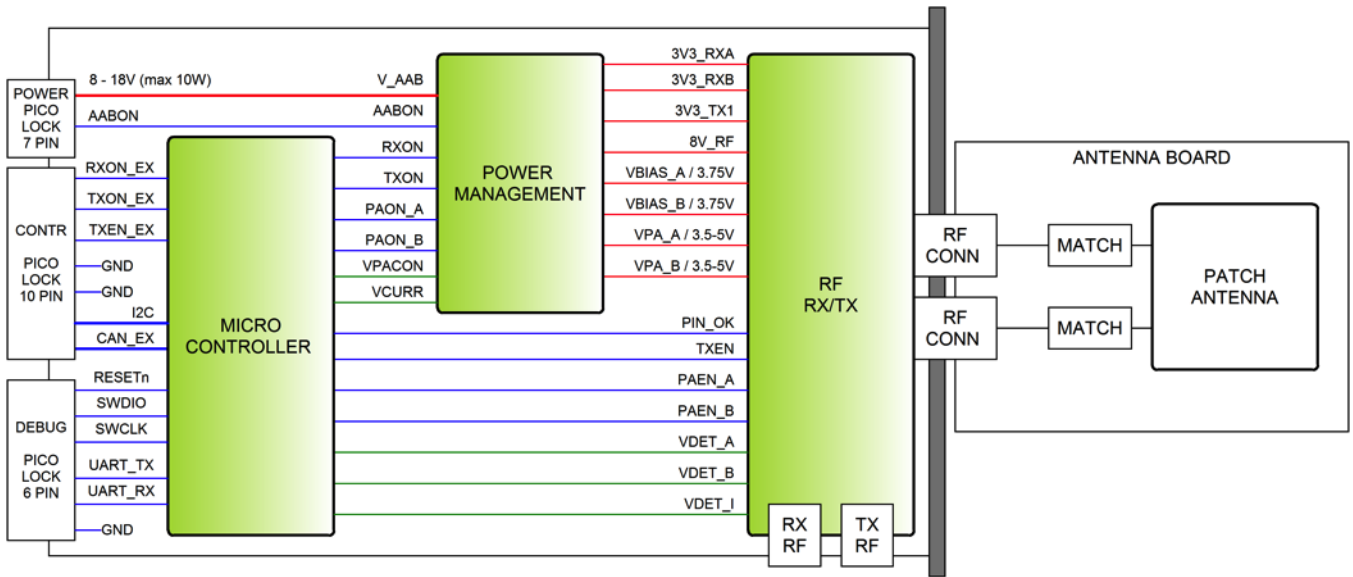 POWER
PICO
LOCK
7 PIN
8 - 18V (max 10W)
V_AAB
AABON
AABON
CONTR
PICO
LOCK
10 PIN
RXON_EX
TXON_EX
TXEN_EX
GND
GND
I2C
CAN_EX
DEBUG
PICO
LOCK
6 PIN
RESETn
SWDIO
SWCLK
UART_TX
UART_RX
GND
MICRO
CONTROLLER
RXON
TXON
PAON_A
PAON_B
VPACON
VCURR
POWER
MANAGEMENT
3V3_RXA
3V3_RXB
3V3_TX1
8V_RF
VBIAS_A / 3.75V
VBIAS_B / 3.75V
VPA_A / 3.5-5V
VPA_B / 3.5-5V
PIN_OK
TXEN
PAEN_A
PAEN_B
VDET_A
VDET_B
VDET_I
RF
RX/TX
RX
RF
TX
RF
RF
CONN
RF
CONN
ANTENNA BOARD
MATCH
MATCH
PATCH
ANTENNA